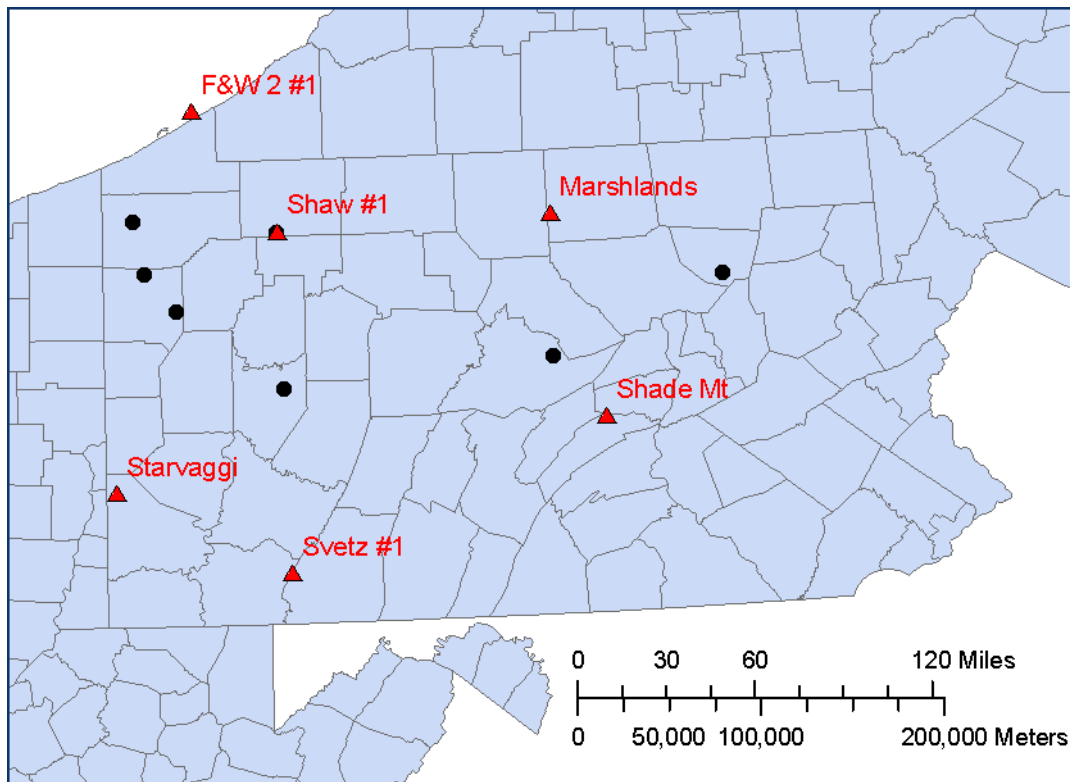 F&W 2 #1
Marshlands
Shaw #1
Shade Mt
Starvaggi
Svetz #1
0 30 60 120 Miles
0 50,000 100,000 200,000 Meters